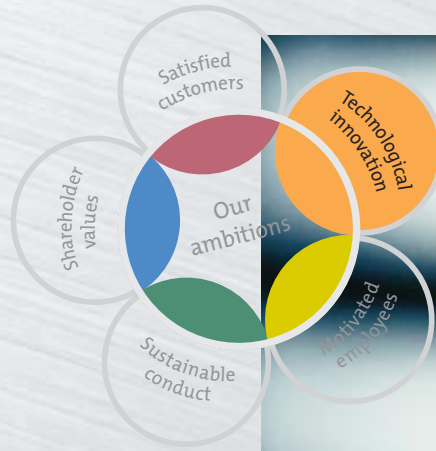 Satisfied
customers
Technological
innovation
Shareholder
values
Our
ambitions
Motivated
employees
Sustainable
conduct